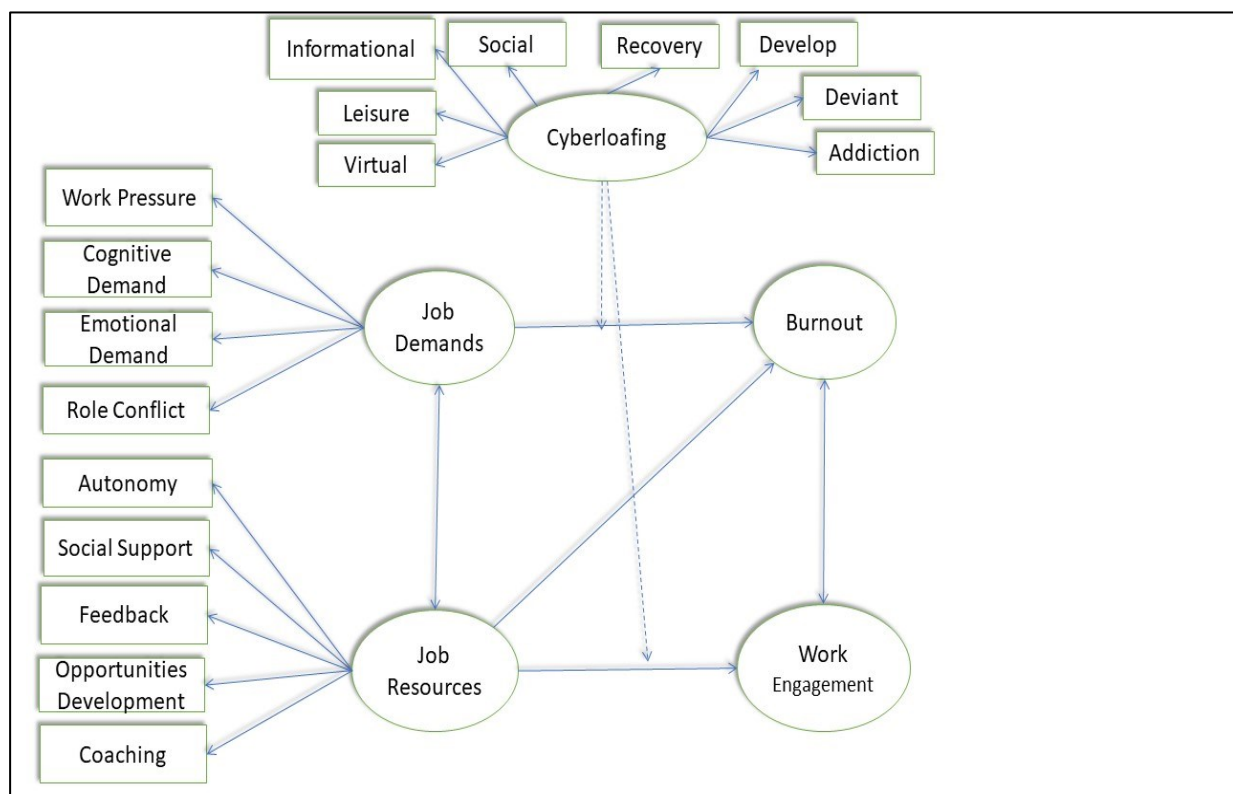 Informational
Social
Recovery
Develop
Leisure
Cyberloafing
Deviant
Virtual
Addiction
Work Pressure
Cognitive
Demand
Emotional
Demand
Role Conflict
Job
Demands
Burnout
Autonomy
Social Support
Feedback
Opportunities
Development
Coaching
Job
Resources
Work
Engagement